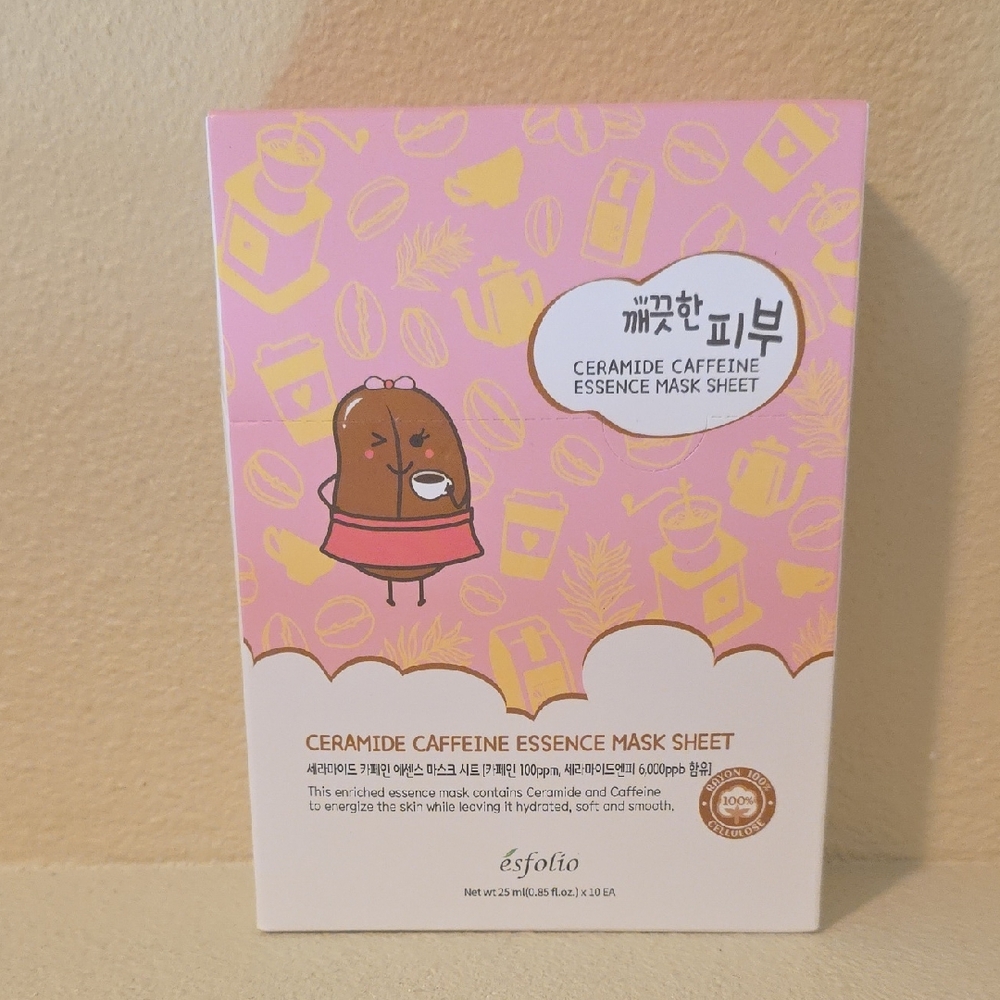 깨끗한 피부
CERAMIDE CAFFEINE
ESSENCE MASK SHEET
CERAMIDE CAFFEINE ESSENCE MASK SHEET
세라마이드 카페인 에센스 마스크 시트 [카페인 100ppm, 세라마이드엔피 6,000ppb 함유]
This enriched essence mask contains Ceramide and Caffeine
to energize the skin while leaving it hydrated, soft and smooth.
RAYON 100%
100%
CELLULOSE
ésfolio
Net wt 25 ml(0.85 fl.oz.) x 10 EA